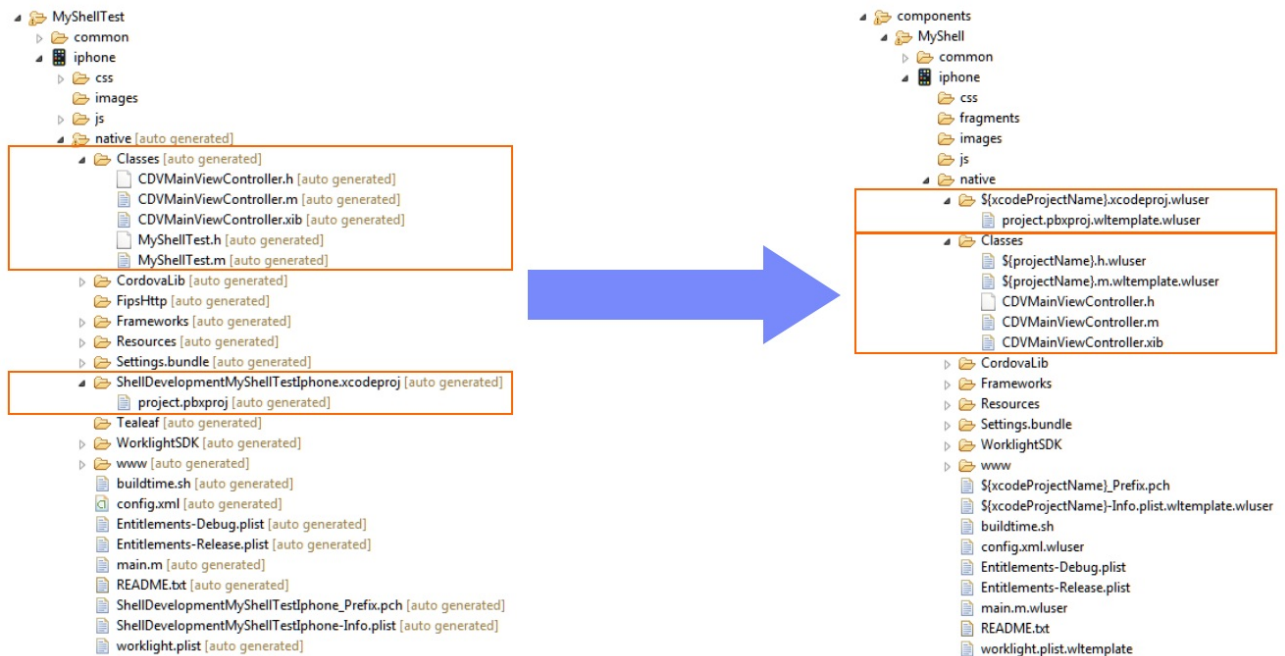 MyShellTest
common
iphone
css
images
js
native [auto generated]
Classes [auto generated]
CDVMainViewController.h [auto generated]
CDVMainViewController.m [auto generated]
CDVMainViewController.xib [auto generated]
MyShellTest.h [auto generated]
MyShellTest.m [auto generated]
CordovaLib [auto generated]
FipsHttp [auto generated]
Frameworks [auto generated]
Resources [auto generated]
Settings.bundle [auto generated]
ShellDevelopmentMyShellTestIphone.xcodeproj [auto generated]
project.pbxproj [auto generated]
Tealeaf [auto generated]
WorklightSDK [auto generated]
www [auto generated]
buildtime.sh [auto generated]
config.xml [auto generated]
Entitlements-Debug.plist [auto generated]
Entitlements-Release.plist [auto generated]
main.m [auto generated]
README.txt [auto generated]
ShellDevelopmentMyShellTestIphone_Prefix.pch [auto generated]
ShellDevelopmentMyShellTestIphone-Info.plist [auto generated]
worklight.plist [auto generated]
components
MyShell
common
iphone
css
fragments
images
js
native
${xcodeProjectName}.xcodeproj.wluser
project.pbxproj.wltemplate.wluser
Classes
${projectName}.h.wluser
${projectName}.m.wltemplate.wluser
CDVMainViewController.h
CDVMainViewController.m
CDVMainViewController.xib
CordovaLib
Frameworks
Resources
Settings.bundle
WorklightSDK
www
${xcodeProjectName}_Prefix.pch
${xcodeProjectName}-Info.plist.wltemplate.wluser
buildtime.sh
config.xml.wluser
Entitlements-Debug.plist
Entitlements-Release.plist
main.m.wluser
README.txt
worklight.plist.wltemplate